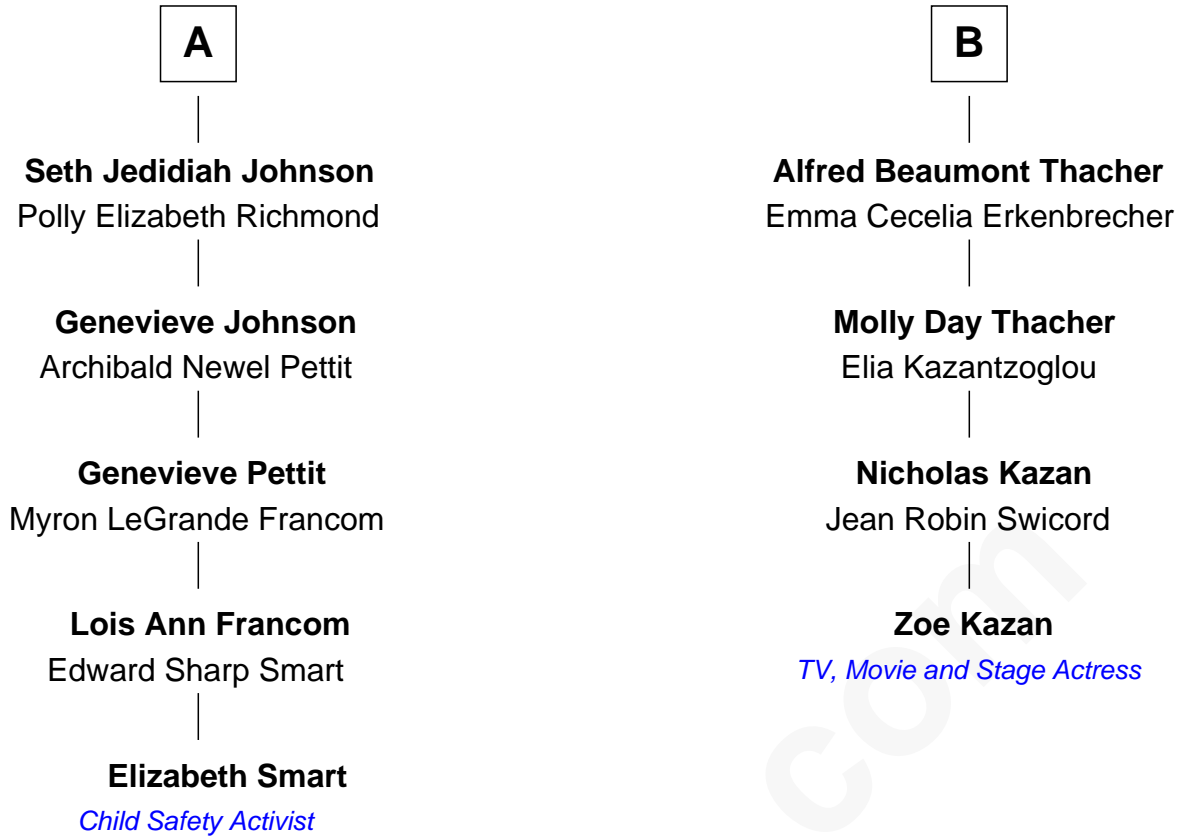 A
Seth Jedidiah Johnson
Polly Elizabeth Richmond
Genevieve Johnson
Archibald Newel Pettit
Genevieve Pettit
Myron LeGrande Francom
Lois Ann Francom
Edward Sharp Smart
Elizabeth Smart
Child Safety Activist
B
Alfred Beaumont Thacher
Emma Cecelia Erkenbrecher
Molly Day Thacher
Elia Kazantzoglou
Nicholas Kazan
Jean Robin Swicord
Zoe Kazan
TV, Movie and Stage Actress
com